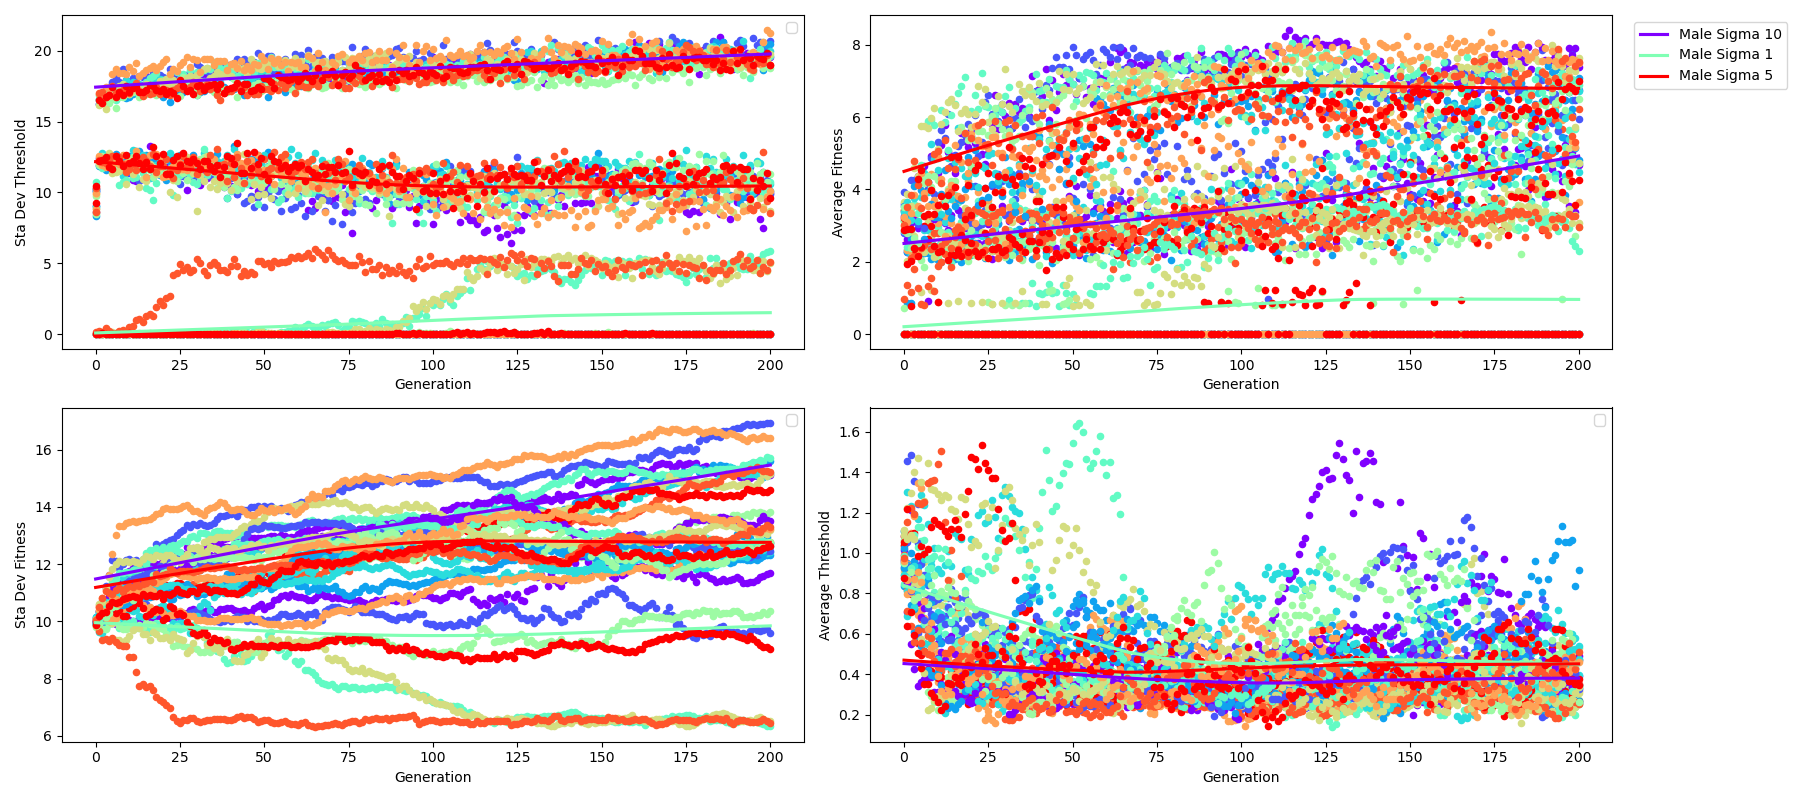 Sta Dev Threshold
20
15
10
5
0
0 25 50 75 100 125 150 175 200
Generation
Average Fitness
8
6
4
2
0
0 25 50 75 100 125 150 175 200
Generation
Male Sigma 10
Male Sigma 1
Male Sigma 5
Sta Dev Fitness
16
14
12
10
8
6
0 25 50 75 100 125 150 175 200
Generation
Average Threshold
1.6
1.4
1.2
1.0
0.8
0.6
0.4
0.2
0 25 50 75 100 125 150 175 200
Generation